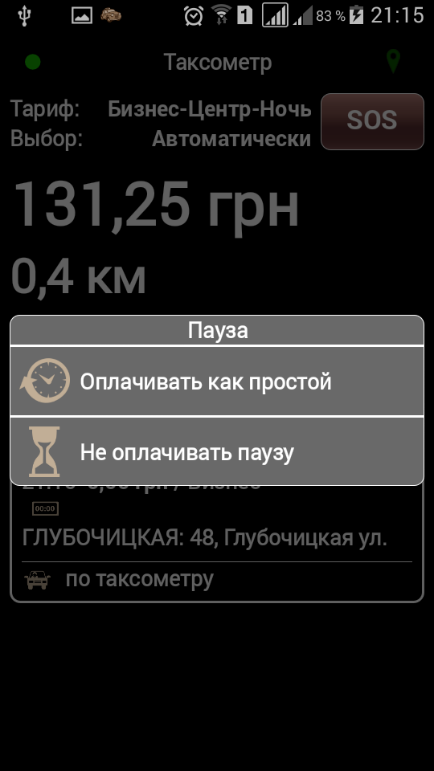 1 83 % 21:15
Таксометр
Тариф: Бизнес-Центр-Ночь
Выбор: Автоматически
SOS
131,25 грн
0,4 км
Пауза
Оплачивать как простой
Не оплачивать паузу
00:00
ГЛУБОЧИЦКАЯ: 48, Глубочицкая ул.
по таксометру